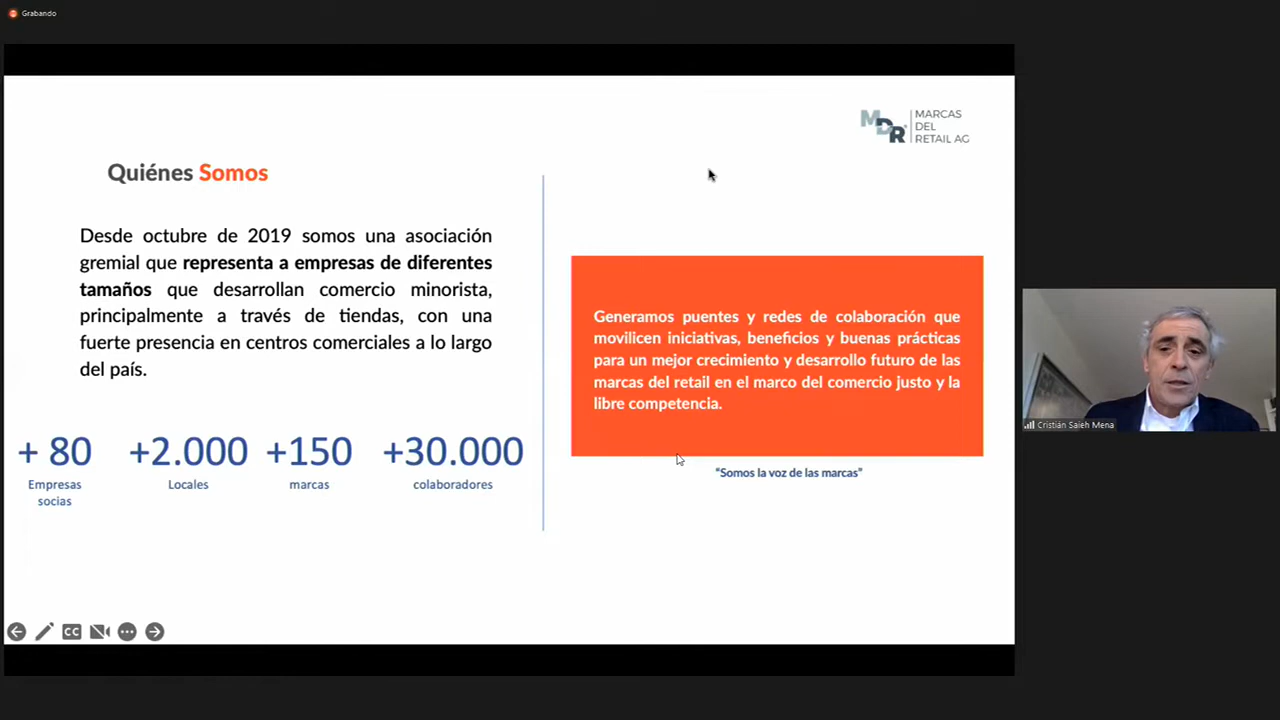 Grabando
MDR
MARCAS
DEL
RETAIL AG
Quiénes Somos
Desde octubre de 2019 somos una asociación
gremial que representa a empresas de diferentes
tamaños que desarrollan comercio minorista,
principalmente a través de tiendas, con una
fuerte presencia en centros comerciales a lo largo
del país.
+ 80
Empresas
socias
+2.000
Locales
+150
marcas
+30.000
colaboradores
Generamos puentes y redes de colaboración que
movilicen iniciativas, beneficios y buenas prácticas
para un mejor crecimiento y desarrollo futuro de las
marcas del retail en el marco del comercio justo y la
libre competencia.
“Somos la voz de las marcas”
CC
Cristián Saieh Mena